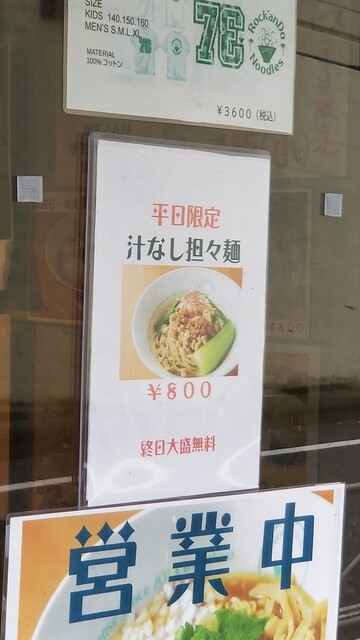 SIZE
KIDS 140.150.160
MEN'S S.M.L.XL
MATERIAL
100%コットン
73
Rock'anDo
Noodles
¥3600(税込)
平日限定
汁なし担々麺
¥800
終日大盛無料
営業中